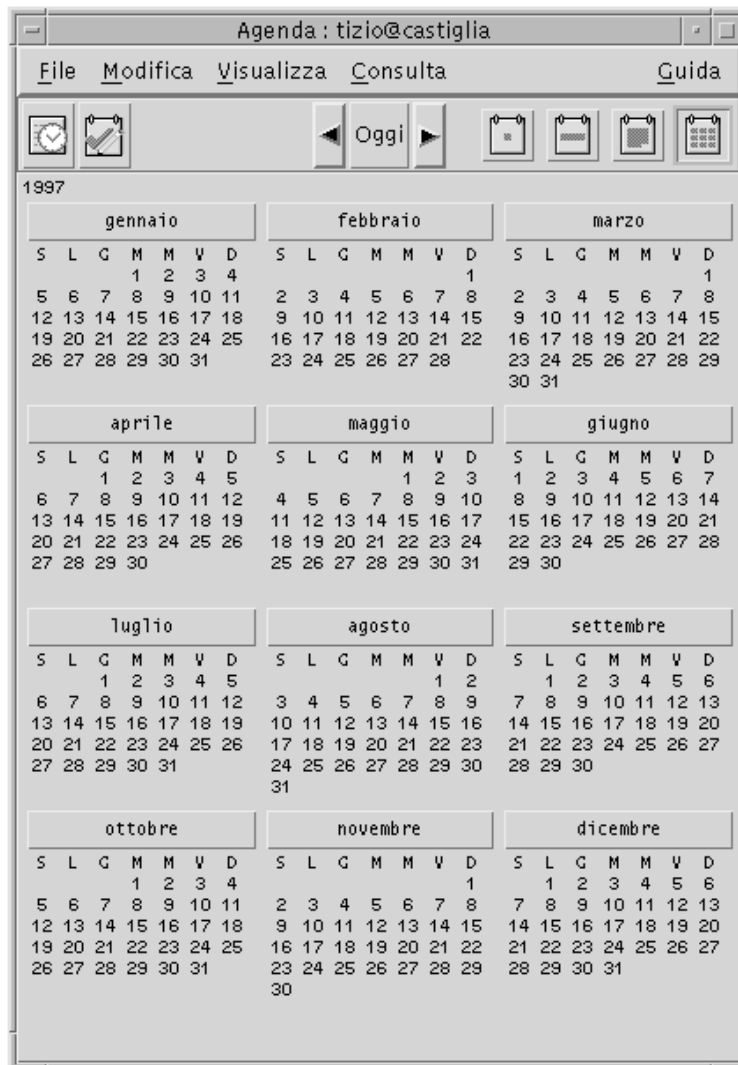 Agenda : tizio@castiglia
File Modifica Visualizza Consulta Guida
Oggi
1997
gennaio febbraio marzo
S L G M M V D S L G M M V D S L G M M V D
1 2 3 4 1 1
5 6 7 8 9 10 11 2 3 4 5 6 7 8 2 3 4 5 6 7 8
12 13 14 15 16 17 18 9 10 11 12 13 14 15 9 10 11 12 13 14 15
19 20 21 22 23 24 25 16 17 18 19 20 21 22 16 17 18 19 20 21 22
26 27 28 29 30 31 23 24 25 26 27 28 23 24 25 26 27 28 29
30 31
aprile maggio giugno
S L G M M V D S L G M M V D S L G M M V D
1 2 3 4 5 1 2 3 1 2 3 4 5 6 7
6 7 8 9 10 11 12 4 5 6 7 8 9 10 8 9 10 11 12 13 14
13 14 15 16 17 18 19 11 12 13 14 15 16 17 15 16 17 18 19 20 21
20 21 22 23 24 25 26 18 19 20 21 22 23 24 22 23 24 25 26 27 28
27 28 29 30 25 26 27 28 29 30 31 29 30
luglio agosto settembre
S L G M M V D S L G M M V D S L G M M V D
1 2 3 4 5 1 2 1 2 3 4 5 6
6 7 8 9 10 11 12 3 4 5 6 7 8 9 7 8 9 10 11 12 13
13 14 15 16 17 18 19 10 11 12 13 14 15 16 14 15 16 17 18 19 20
20 21 22 23 24 25 26 17 18 19 20 21 22 23 21 22 23 24 25 26 27
27 28 29 30 31 24 25 26 27 28 29 30 28 29 30
31
ottobre novembre dicembre
S L G M M V D S L G M M V D S L G M M V D
1 2 3 4 1 1 2 3 4 5 6
5 6 7 8 9 10 11 2 3 4 5 6 7 8 7 8 9 10 11 12 13
12 13 14 15 16 17 18 9 10 11 12 13 14 15 14 15 16 17 18 19 20
19 20 21 22 23 24 25 16 17 18 19 20 21 22 21 22 23 24 25 26 27
26 27 28 29 30 31 23 24 25 26 27 28 29 28 29 30 31
30